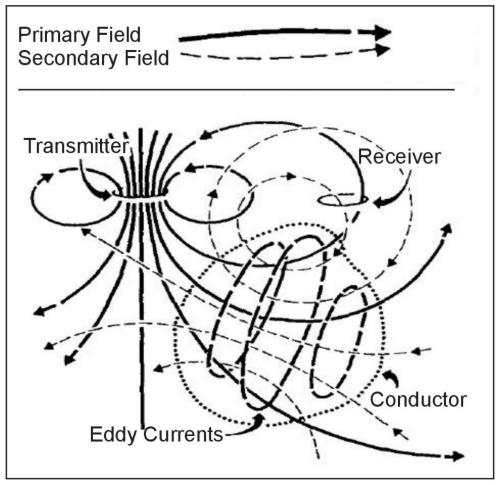 Primary Field
Secondary Field
Transmitter
Receiver
Conductor
Eddy Currents